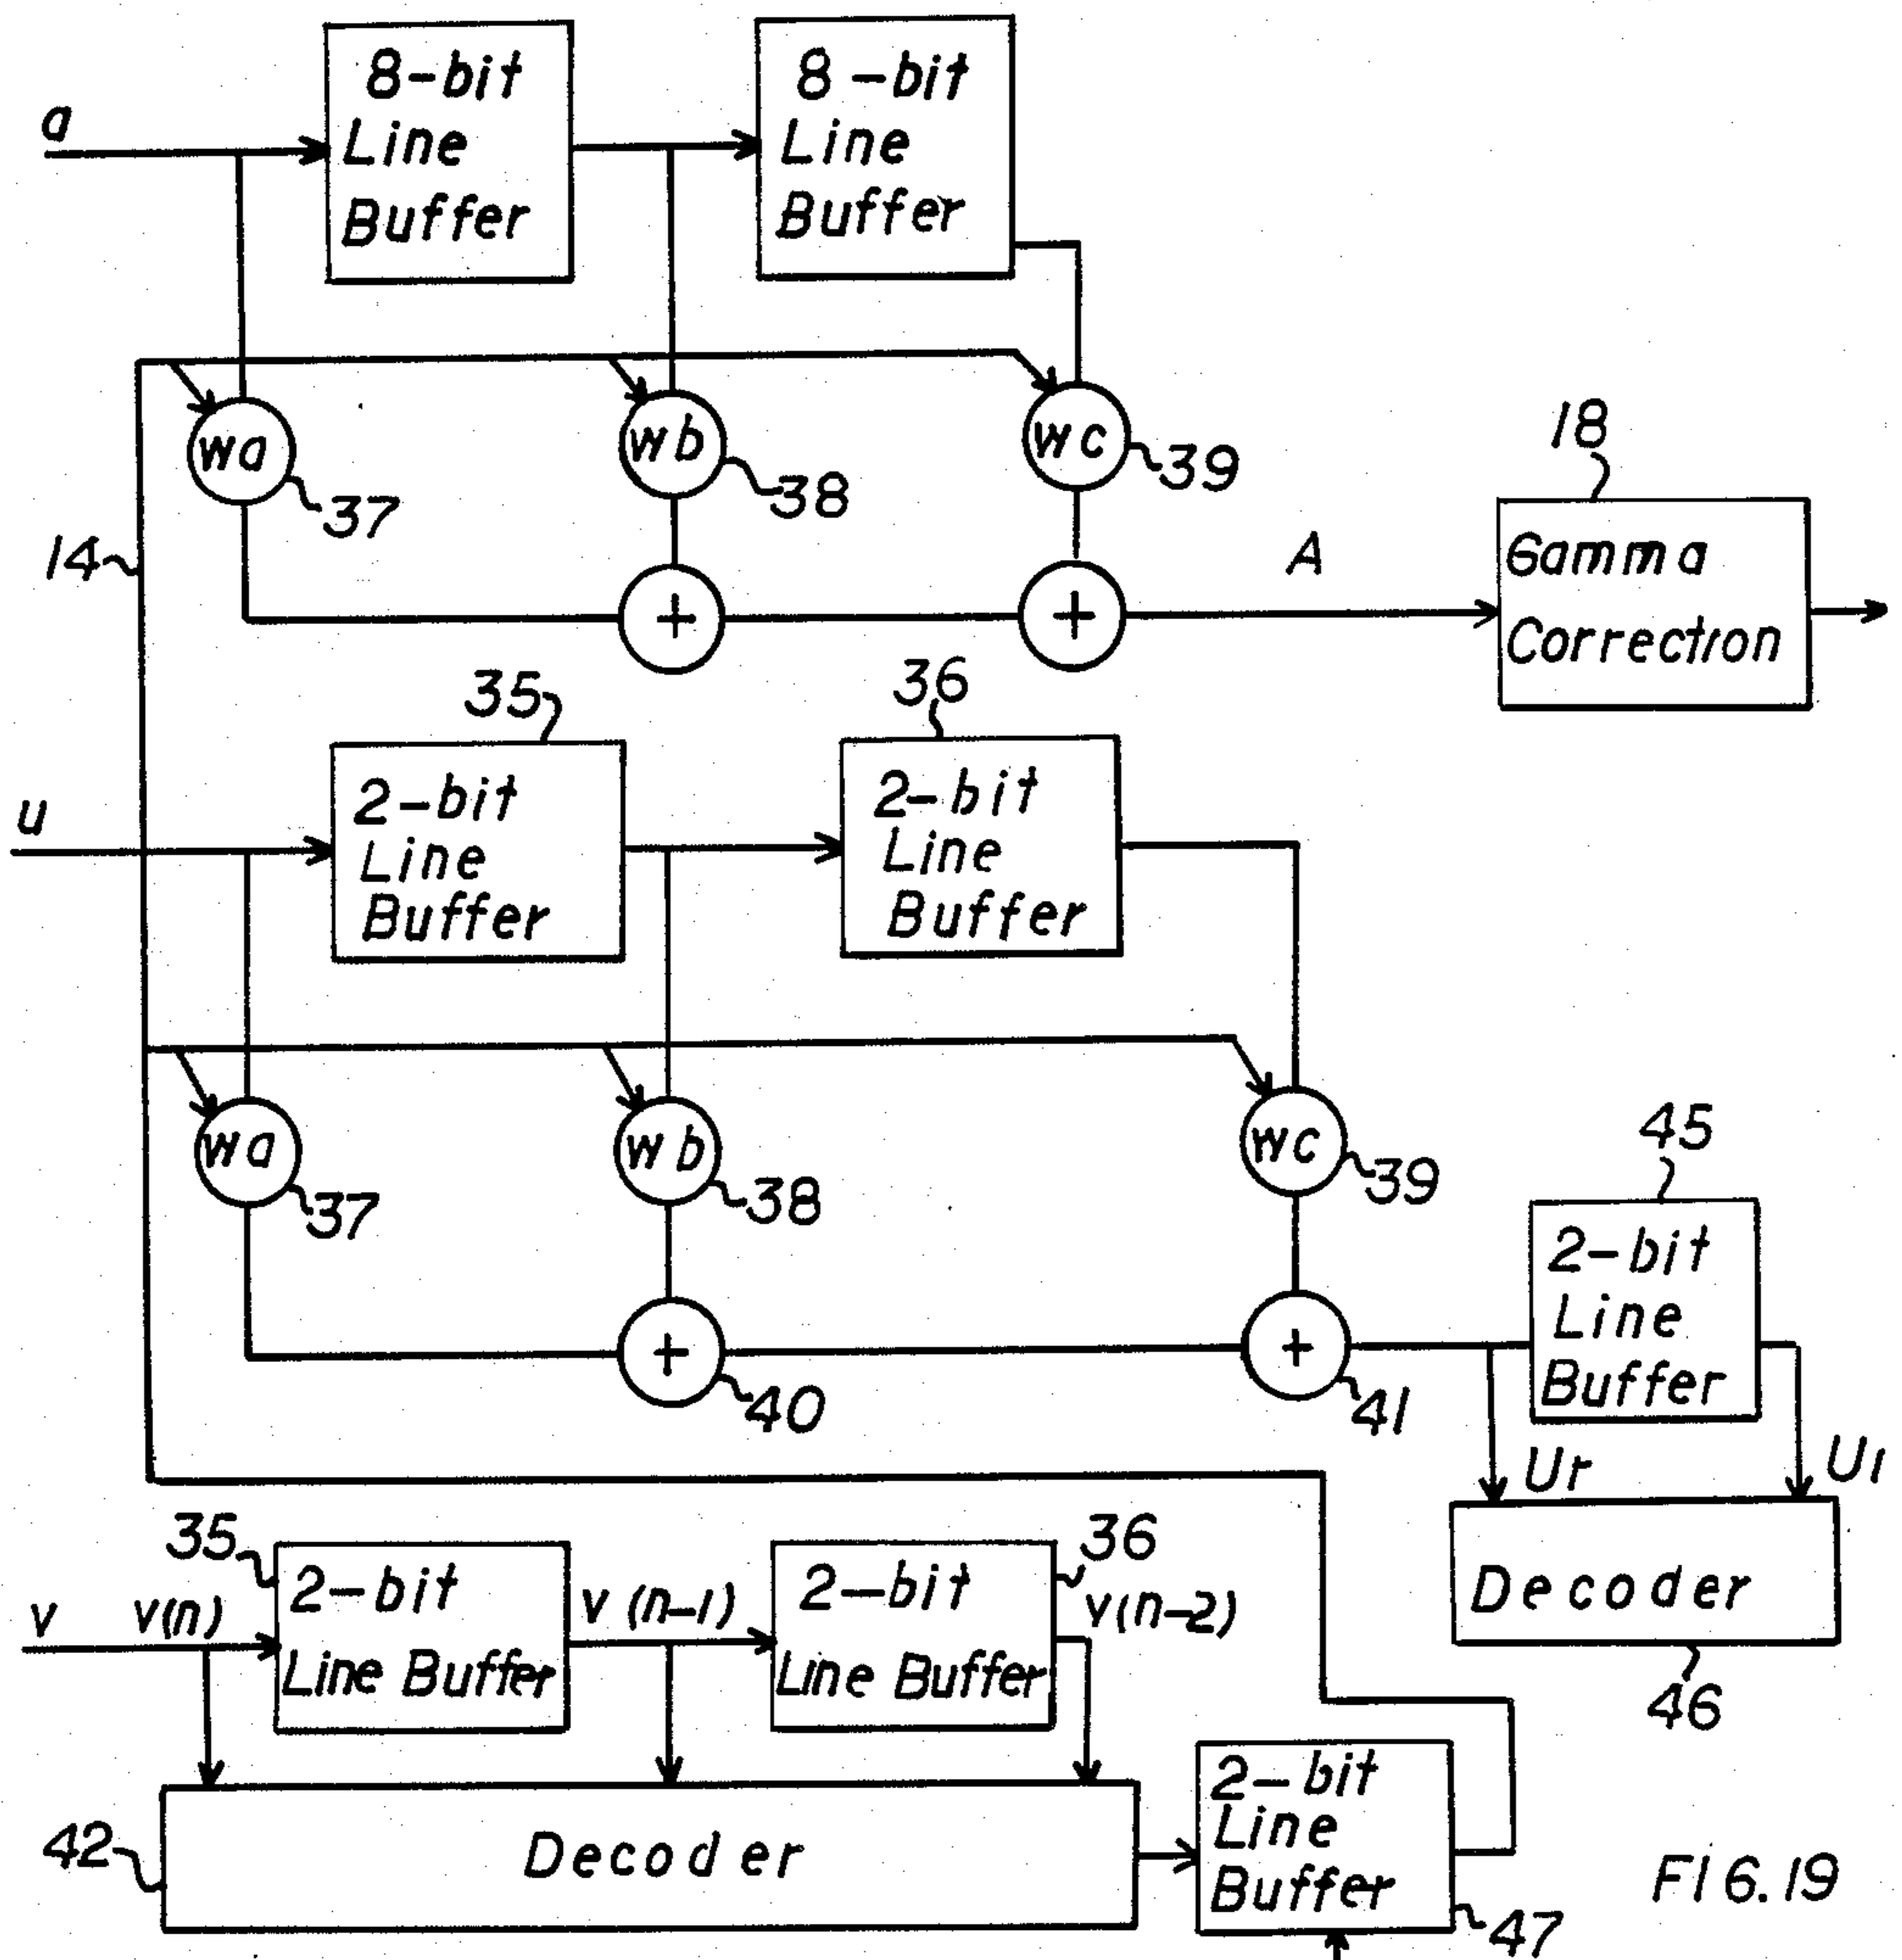 8-bit
Line
Buffer
8-bit
Line
Buffer
a
wa
37
wb
38
wc
39
14
+
+
A
18
Gamma
Correction
35
2-bit
Line
Buffer
36
2-bit
Line
Buffer
u
wa
37
wb
38
wc
39
+
40
+
41
45
2-bit
Line
Buffer
Ur
Ul
Decoder
46
35
2-bit
Line Buffer
36
2-bit
Line Buffer
v
v(n)
v(n-1)
v(n-2)
42
Decoder
2-bit
Line
Buffer
47
FIG.19